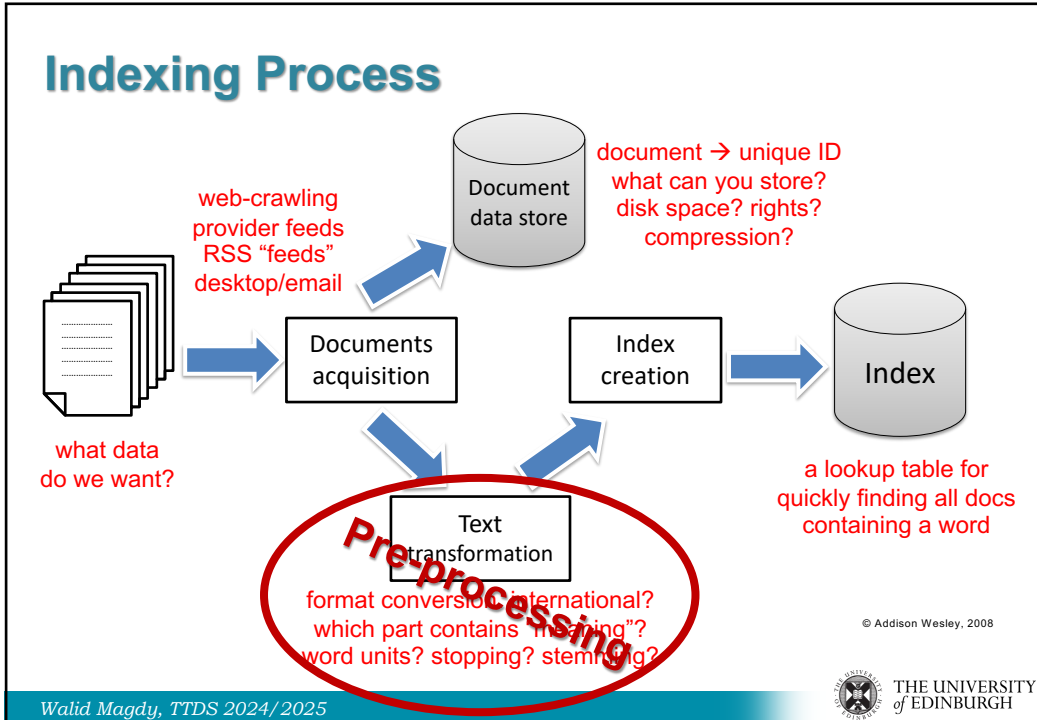 Indexing Process
web-crawling
provider feeds
RSS “feeds”
desktop/email
Document
data store
document → unique ID
what can you store?
disk space? rights?
compression?
Documents
acquisition
Index
creation
Index
what data
do we want?
a lookup table for
quickly finding all docs
containing a word
Text
transformation
Pre-processing
format conversion. international?
which part contains “meaning”?
word units? stopping? stemming?
© Addison Wesley, 2008
Walid Magdy, TTDS 2024/2025
THE UNIVERSITY
of EDINBURGH